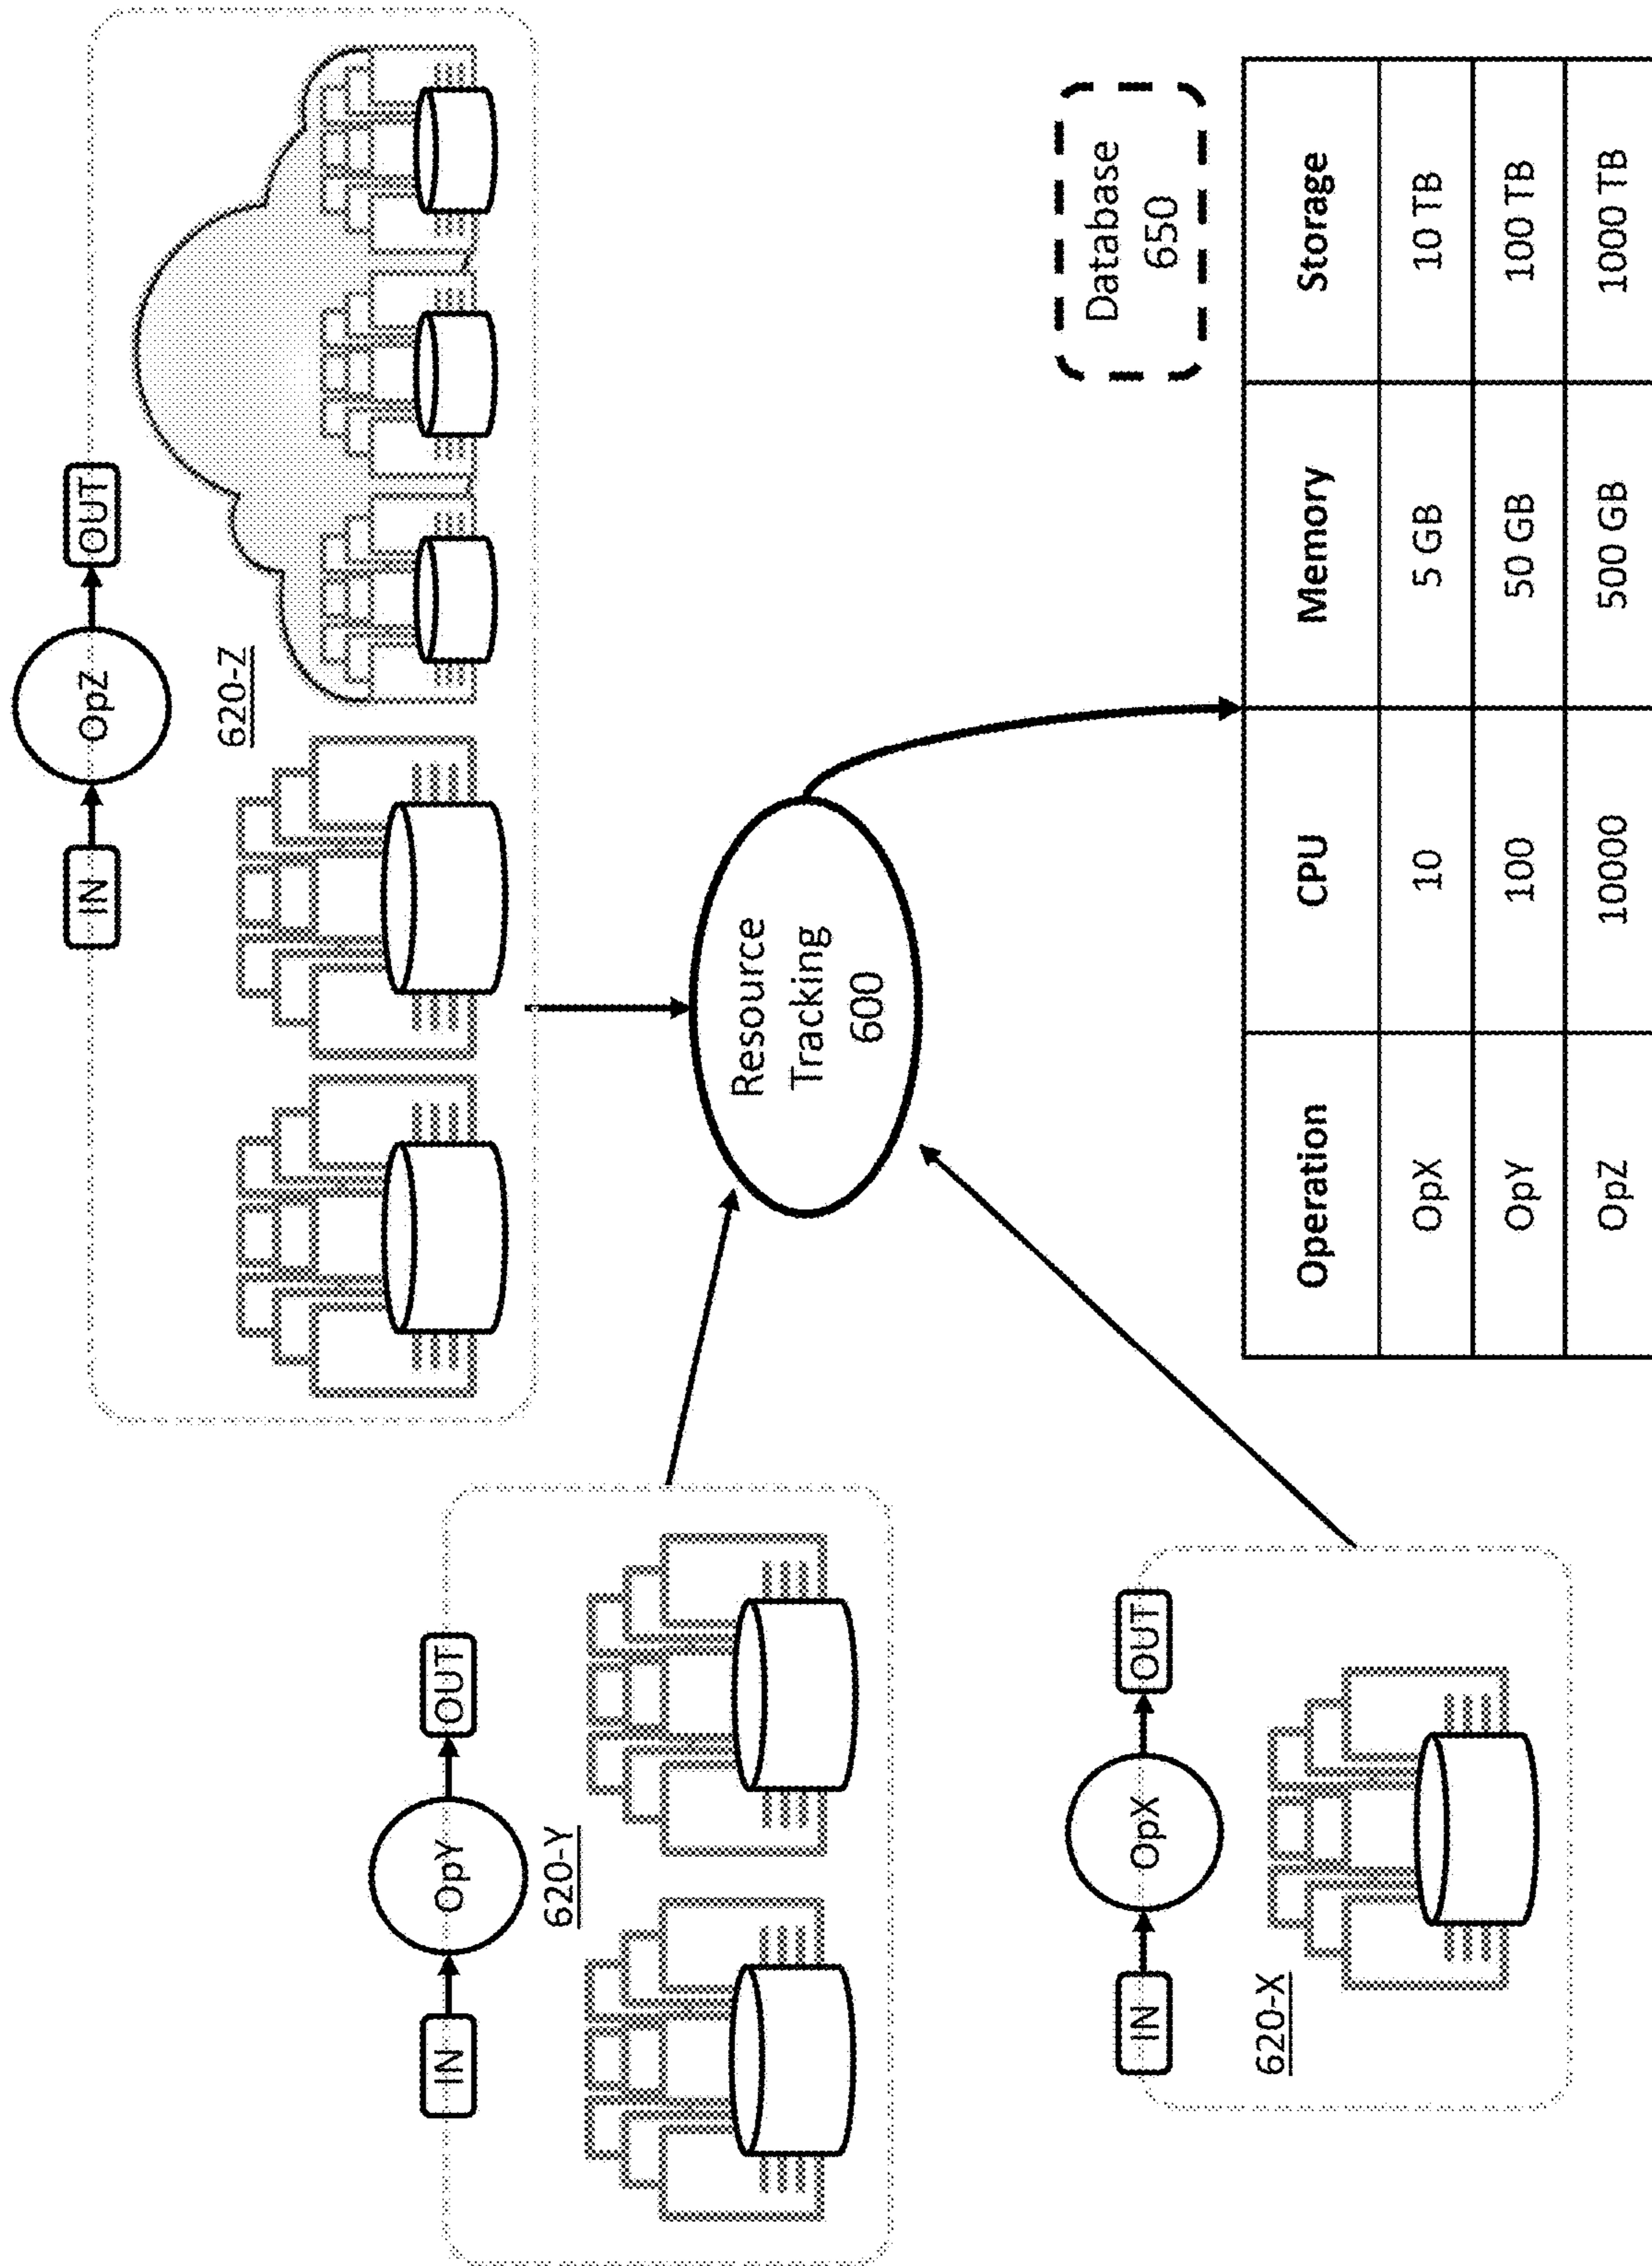 IN
OpY
OUT
620-Y
IN
OpZ
OUT
620-Z
IN
OpX
OUT
620-X
Resource
Tracking
600
Database
650
Operation CPU Memory Storage
OpX 10 5 GB 10 TB
OpY 100 50 GB 100 TB
OpZ 10000 500 GB 1000 TB